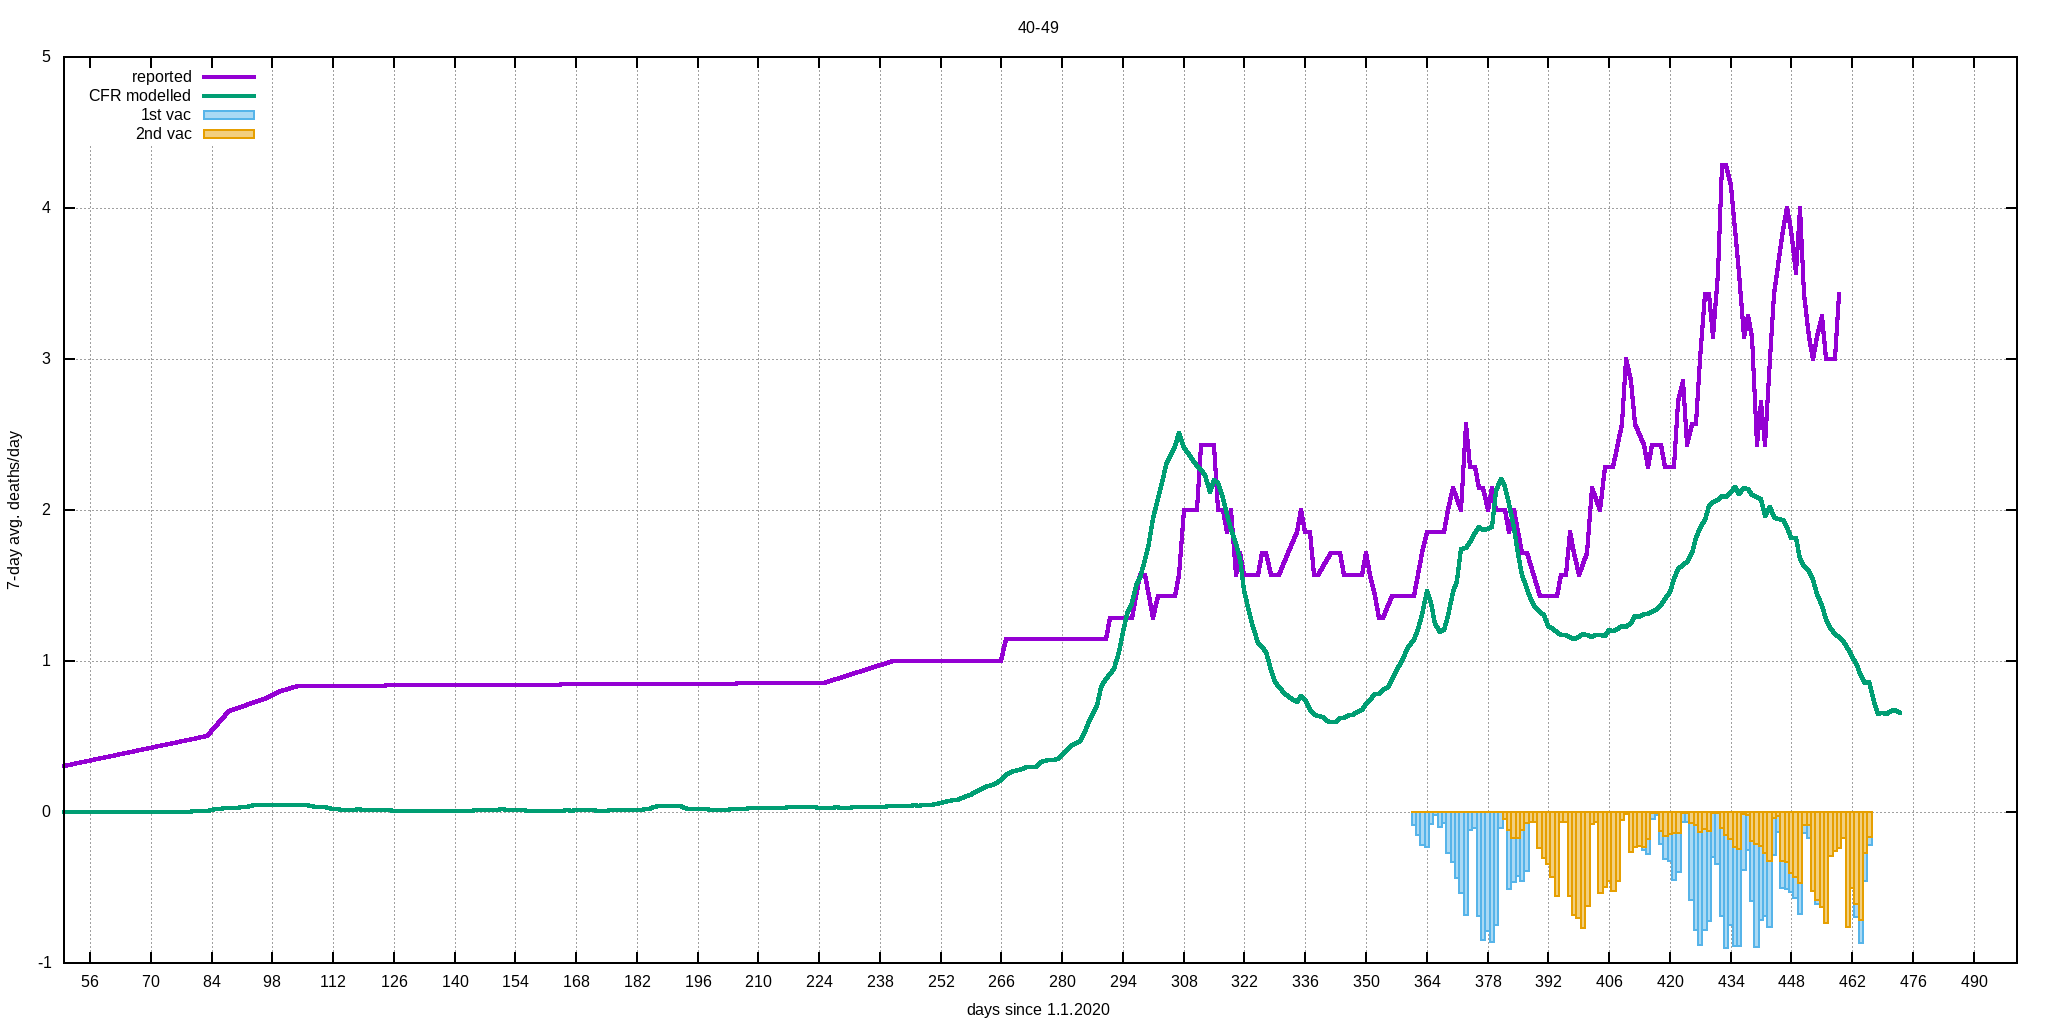 40-49
5
4
3
2
1
0
-1
7-day avg. deaths/day
reported
CFR modelled
1st vac
2nd vac
56 70 84 98 112 126 140 154 168 182 196 210 224 238 252 266 280 294 308 322 336 350 364 378 392 406 420 434 448 462 476 490
days since 1.1.2020